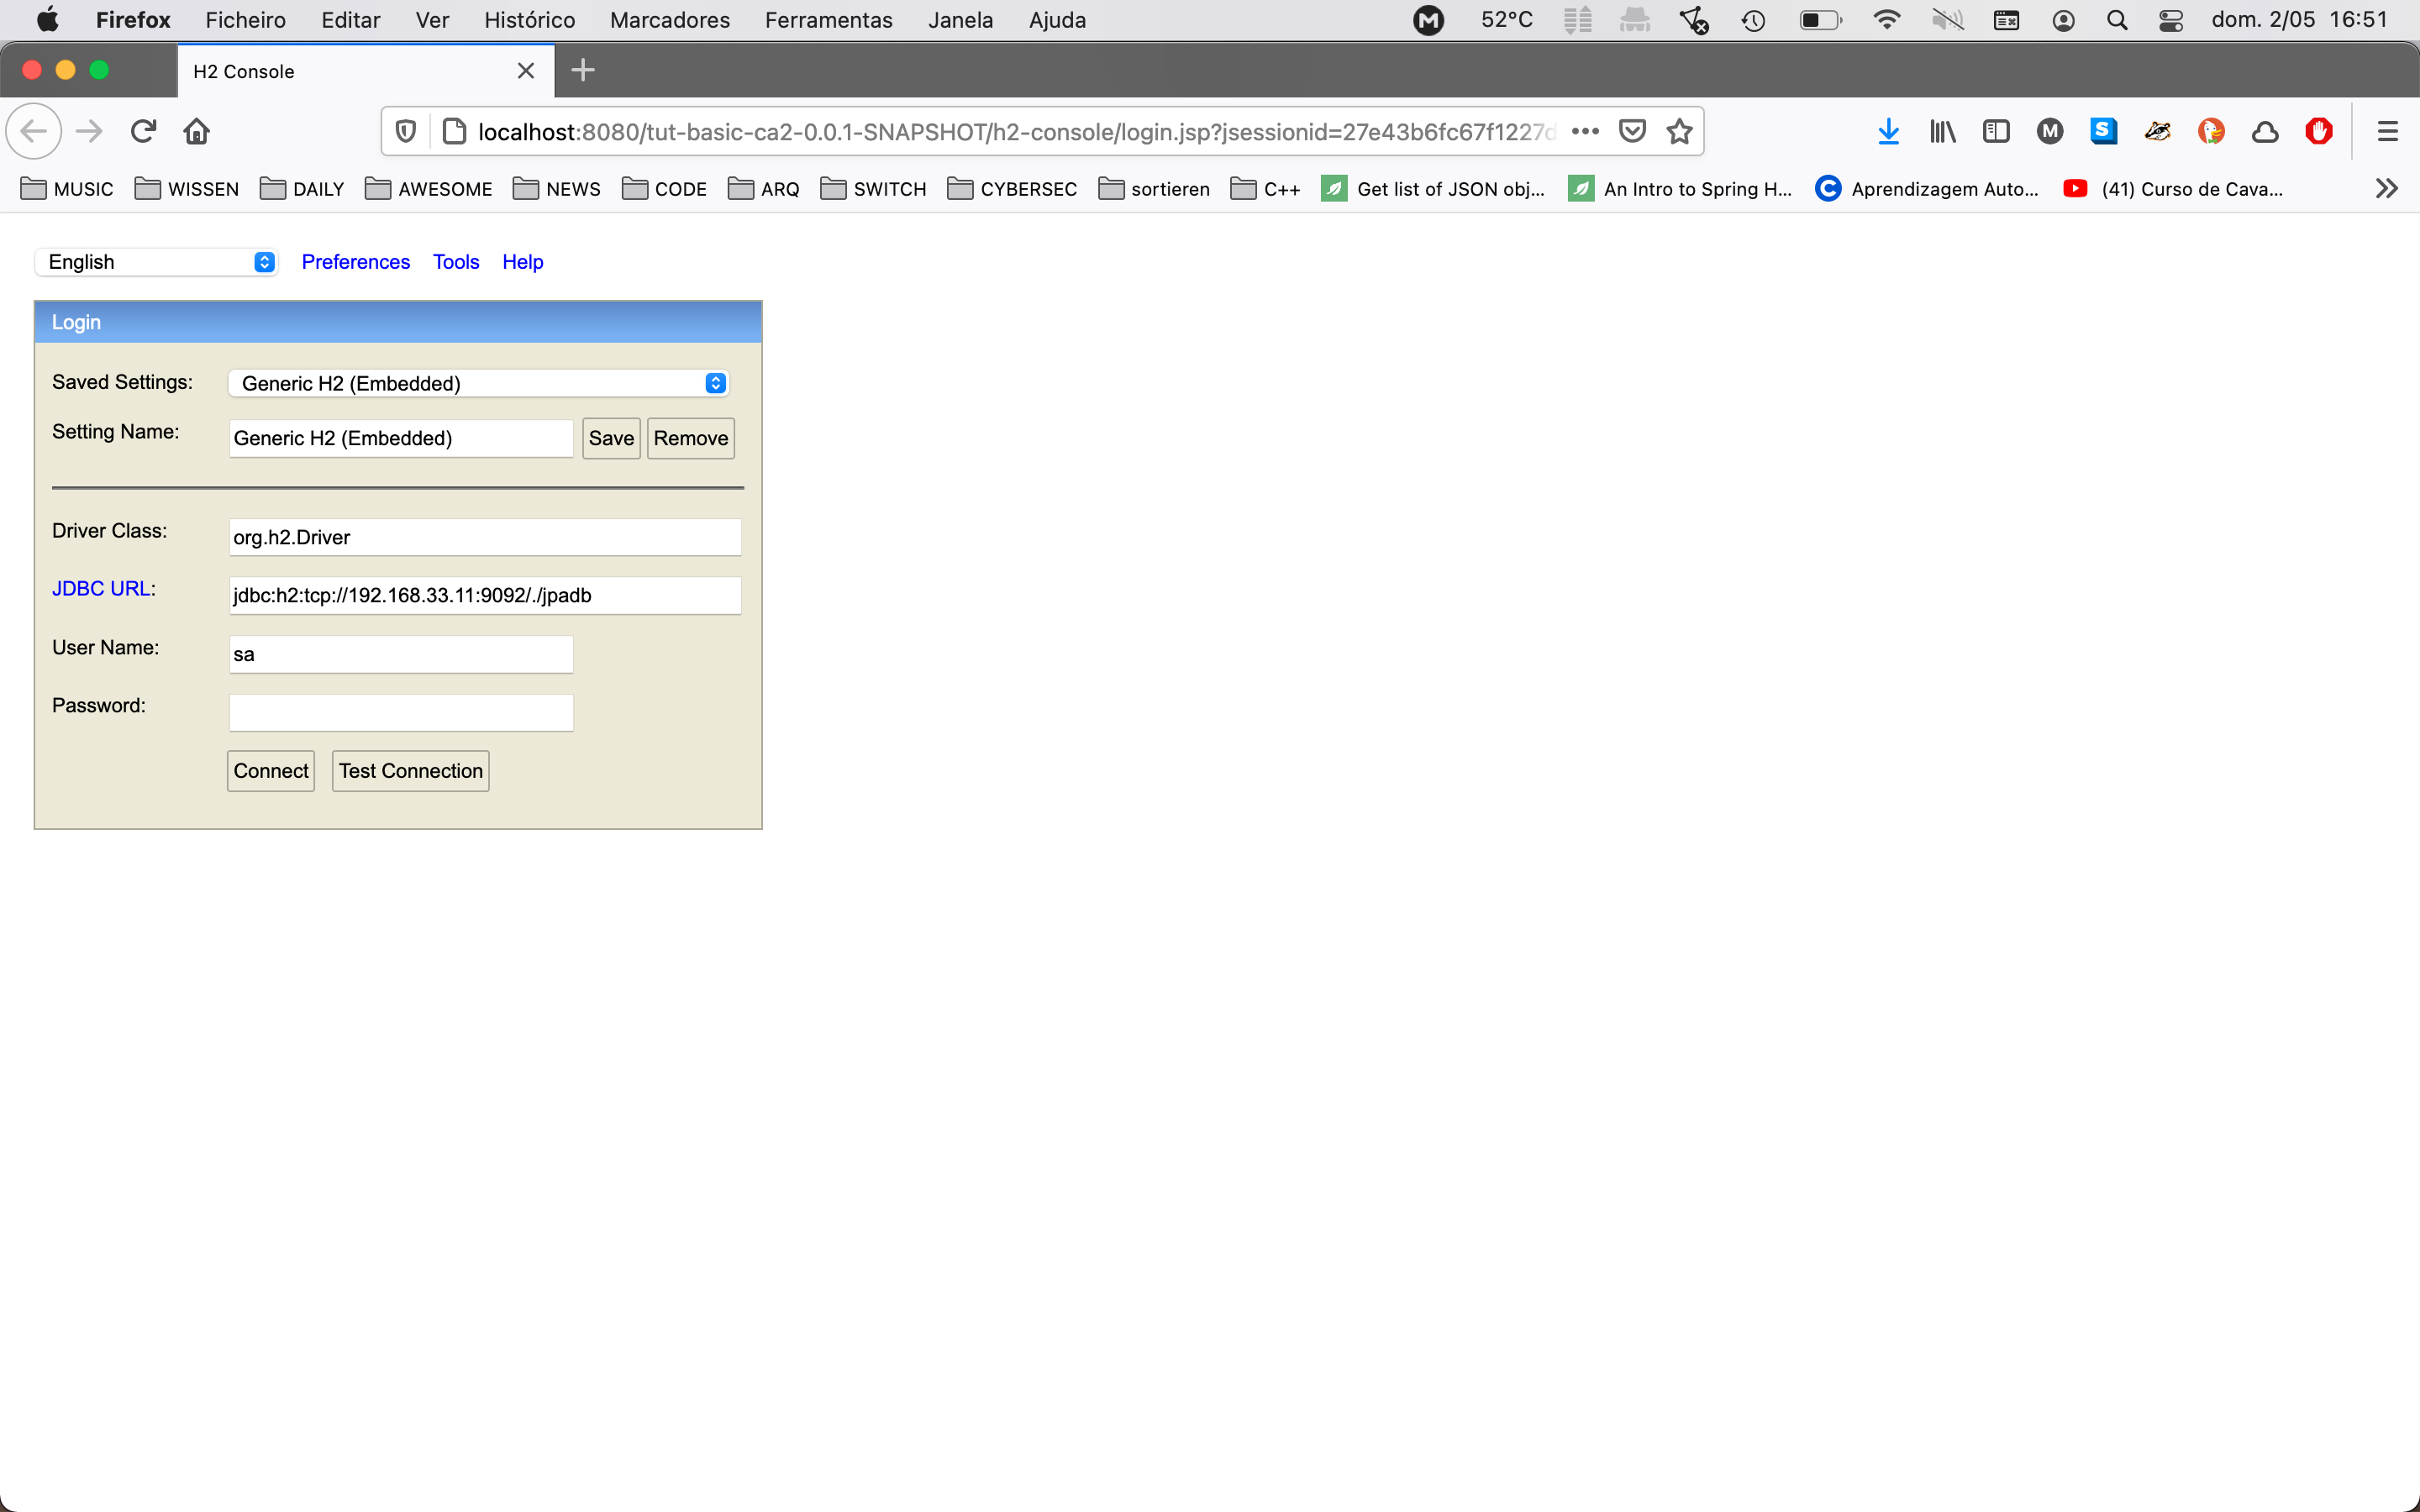 Firefox Ficheiro Editar Ver Histórico Marcadores Ferramentas Janela Ajuda 52°C dom. 2/05 16:51
H2 Console
localhost:8080/tut-basic-ca2-0.0.1-SNAPSHOT/h2-console/login.jsp?jsessionid=27e43b6fc67f1227d
MUSIC WISSEN DAILY AWESOME NEWS CODE ARQ SWITCH CYBERSEC sortieren C++ Get list of JSON obj... An Intro to Spring H... Aprendizagem Auto... (41) Curso de Cava...
English Preferences Tools Help
Login
Saved Settings: Generic H2 (Embedded)
Setting Name: Generic H2 (Embedded) Save Remove
Driver Class: org.h2.Driver
JDBC URL: jdbc:h2:tcp://192.168.33.11:9092/./jpadb
User Name: sa
Password:
Connect Test Connection